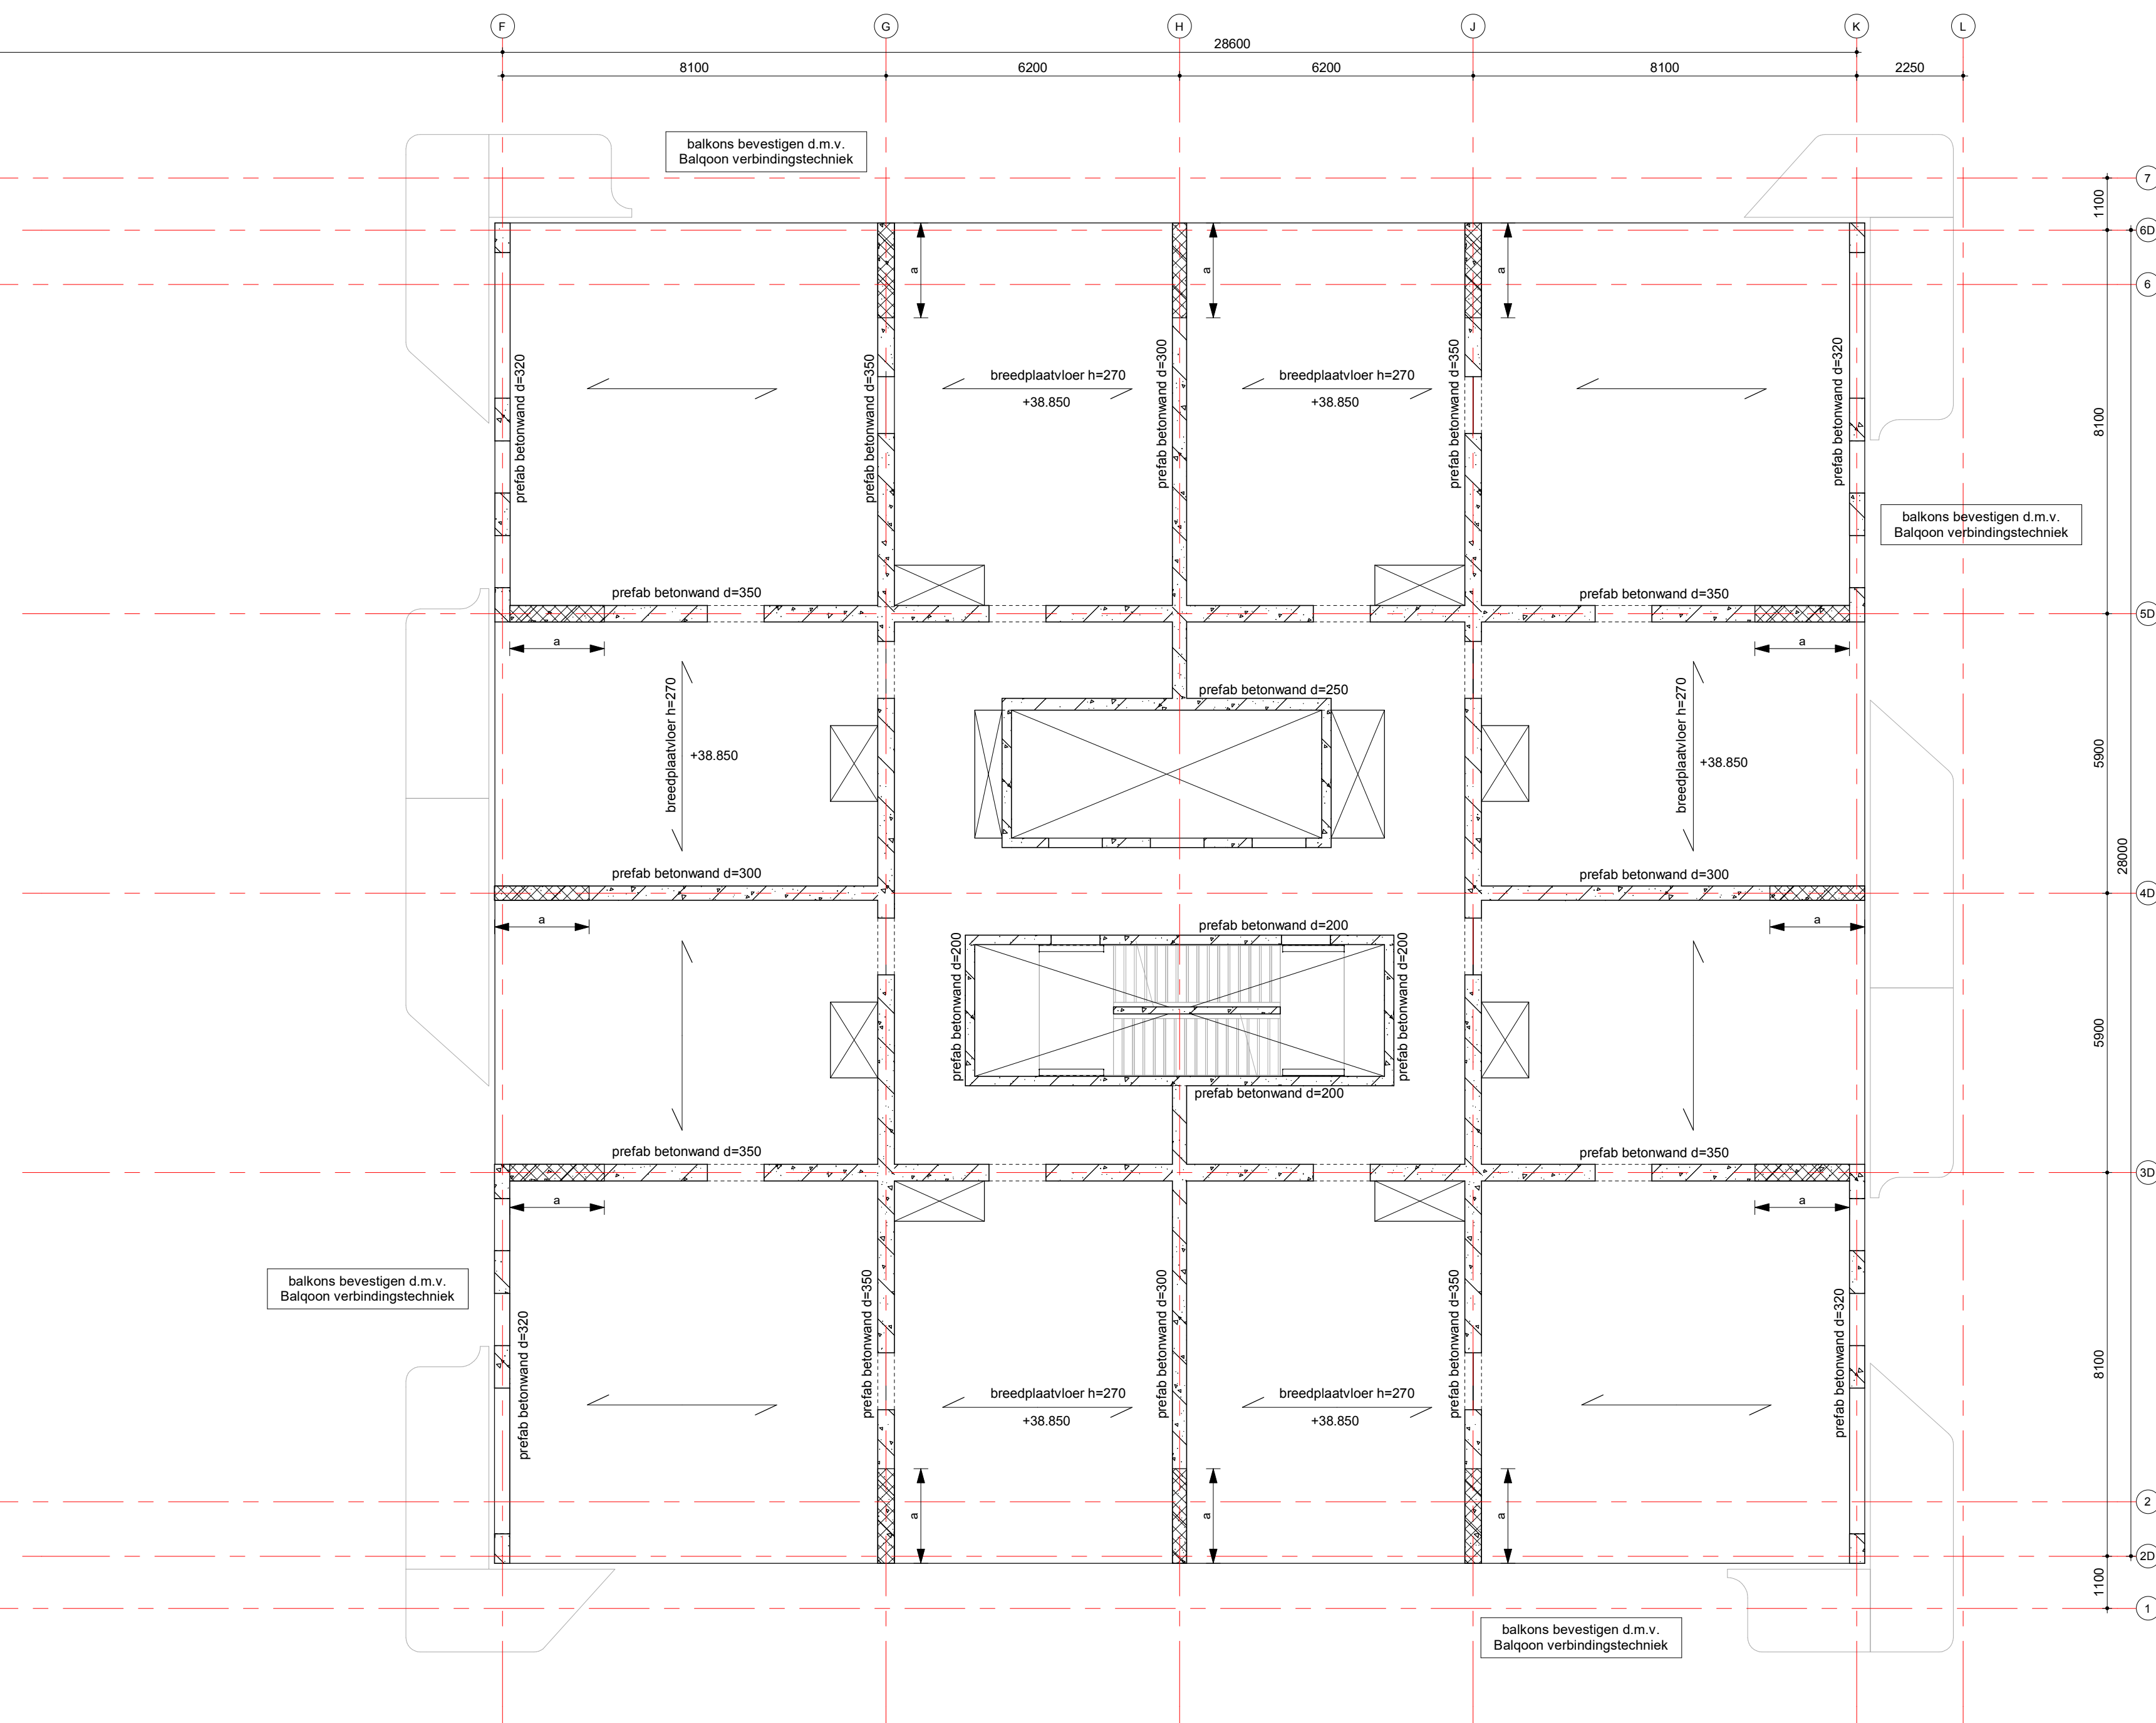 F
G
H
J
K
L
28600
8100
6200
6200
8100
2250
balkons bevestigen d.m.v.
Balqoon verbindingstechniek
7
1100
6D
a
a
a
6
prefab betonwand d=320
prefab betonwand d=350
breedplaatvloer h=270
+38.850
prefab betonwand d=300
breedplaatvloer h=270
+38.850
prefab betonwand d=350
prefab betonwand d=320
8100
balkons bevestigen d.m.v.
Balqoon verbindingstechniek
prefab betonwand d=350
prefab betonwand d=350
5D
a
a
prefab betonwand d=250
breedplaatvloer h=270
+38.850
breedplaatvloer h=270
+38.850
5900
28000
prefab betonwand d=300
prefab betonwand d=300
4D
a
a
prefab betonwand d=200
prefab betonwand d=200
prefab betonwand d=200
5900
prefab betonwand d=200
prefab betonwand d=350
prefab betonwand d=350
3D
a
a
balkons bevestigen d.m.v.
Balqoon verbindingstechniek
prefab betonwand d=320
prefab betonwand d=350
breedplaatvloer h=270
+38.850
prefab betonwand d=300
breedplaatvloer h=270
+38.850
prefab betonwand d=350
prefab betonwand d=320
8100
a
a
a
2
2D
1100
1
balkons bevestigen d.m.v.
Balqoon verbindingstechniek